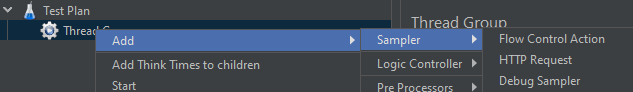 Test Plan
Thread G
Thread Group
Add
Add Think Times to children
Start
Sampler
Logic Controller
Pre Processors
Flow Control Action
HTTP Request
Debug Sampler